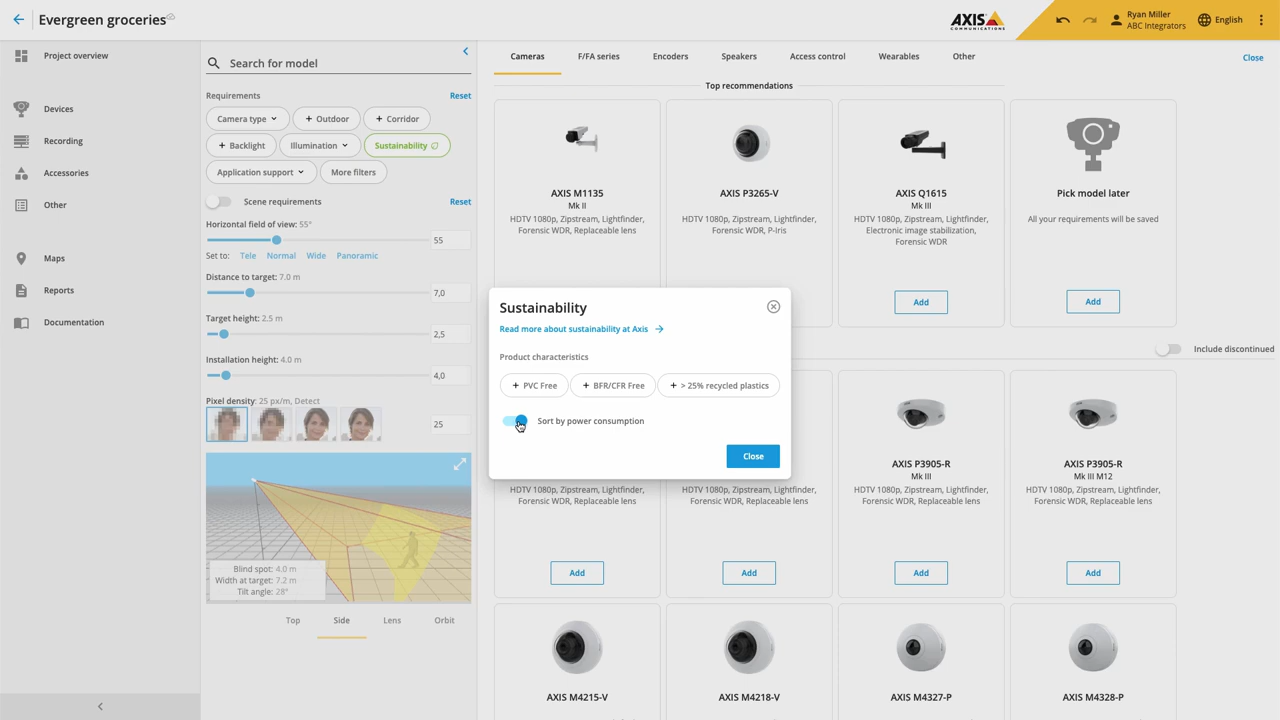 Evergreen groceries
AXIS
COMMUNICATIONS
Ryan Miller
ABC Integrators
English
Project overview
Devices
Recording
Accessories
Other
Maps
Reports
Documentation
Search for model
Requirements
Reset
Camera type
+ Outdoor
+ Corridor
+ Backlight
Illumination
Sustainability
Application support
More filters
Scene requirements
Reset
Horizontal field of view: 55°
55
Set to: Tele Normal Wide Panoramic
Distance to target: 7.0 m
7,0
Target height: 2.5 m
2,5
Installation height: 4.0 m
4,0
Pixel density: 25 px/m, Detect
25
Blind spot: 4.0 m
Width at target: 7.2 m
Tilt angle: 28°
Top Side Lens Orbit
Cameras F/FA series Encoders Speakers Access control Wearables Other
Close
Top recommendations
AXIS M1135
Mk II
HDTV 1080p, Zipstream, Lightfinder,
Forensic WDR, Replaceable lens
AXIS P3265-V
HDTV 1080p, Zipstream, Lightfinder,
Forensic WDR, P-Iris
AXIS Q1615
Mk III
HDTV 1080p, Zipstream, Lightfinder,
Electronic image stabilization,
Forensic WDR
Add
Pick model later
All your requirements will be saved
Add
Include discontinued
Sustainability
Read more about sustainability at Axis
Product characteristics
+ PVC Free
+ BFR/CFR Free
+ > 25% recycled plastics
Sort by power consumption
Close
HDTV 1080p, Zipstream, Lightfinder,
Forensic WDR, Replaceable lens
Add
HDTV 1080p, Zipstream, Lightfinder,
Forensic WDR, Replaceable lens
Add
AXIS P3905-R
Mk III
HDTV 1080p, Zipstream, Lightfinder,
Forensic WDR, Replaceable lens
Add
AXIS P3905-R
Mk III M12
HDTV 1080p, Zipstream, Lightfinder,
Forensic WDR, Replaceable lens
Add
AXIS M4215-V
AXIS M4218-V
AXIS M4327-P
AXIS M4328-P